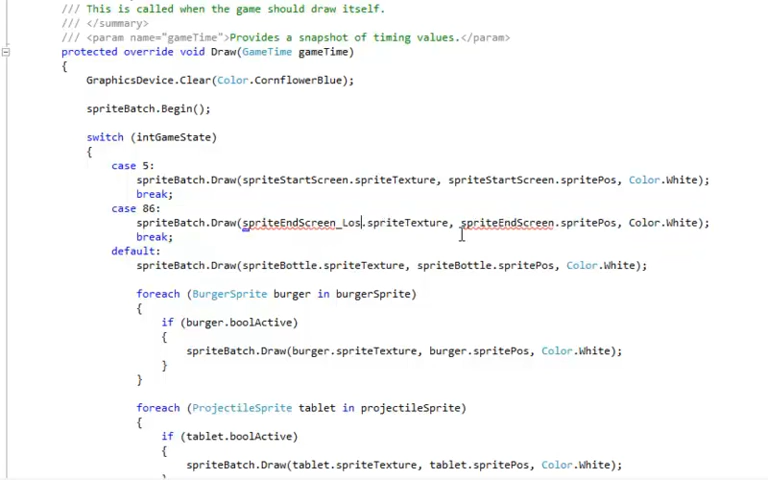 /// This is called when the game should draw itself.
/// </summary>
/// <param name="gameTime">Provides a snapshot of timing values.</param>
protected override void Draw(GameTime gameTime)
{
GraphicsDevice.Clear(Color.CornflowerBlue);
spriteBatch.Begin();
switch (intGameState)
{
case 5:
spriteBatch.Draw(spriteStartScreen.spriteTexture, spriteStartScreen.spritePos, Color.White);
break;
case 86:
spriteBatch.Draw(spriteEndScreen_Los.spriteTexture, spriteEndScreen.spritePos, Color.White);
break;
default:
spriteBatch.Draw(spriteBottle.spriteTexture, spriteBottle.spritePos, Color.White);
foreach (BurgerSprite burger in burgerSprite)
{
if (burger.boolActive)
{
spriteBatch.Draw(burger.spriteTexture, burger.spritePos, Color.White);
}
}
foreach (ProjectileSprite tablet in projectileSprite)
{
if (tablet.boolActive)
{
spriteBatch.Draw(tablet.spriteTexture, tablet.spritePos, Color.White);